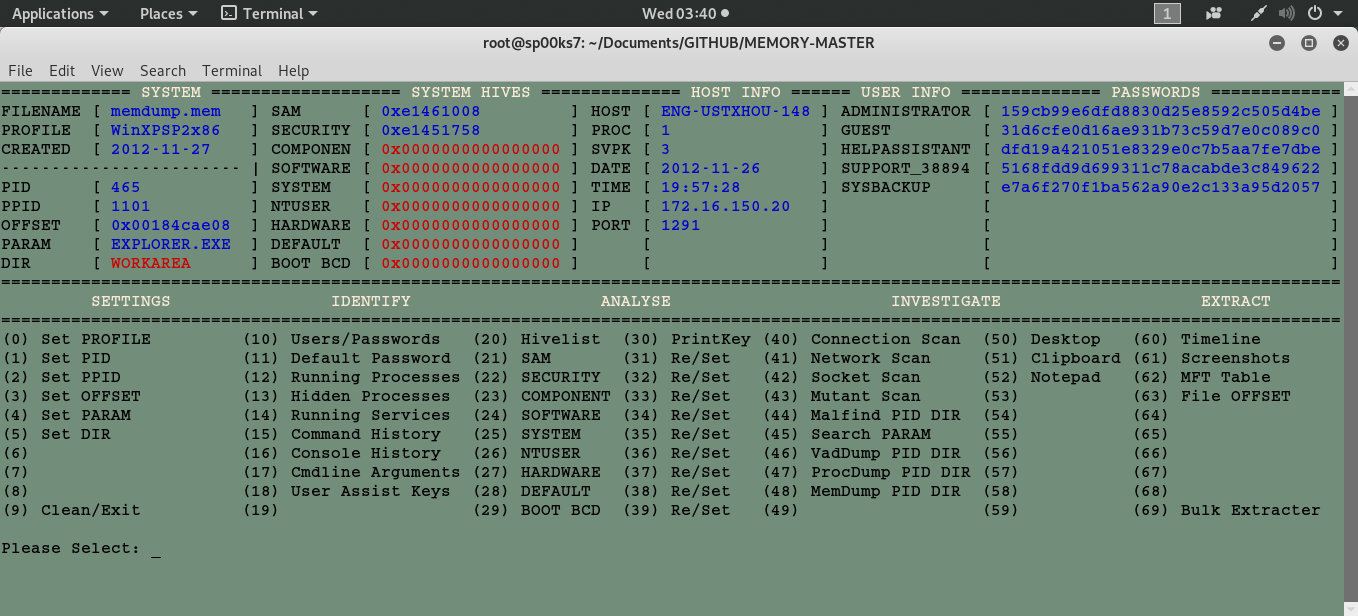 Applications Places Terminal Wed 03:40 1
root@sp00ks7: ~/Documents/GITHUB/MEMORY-MASTER
File Edit View Search Terminal Help
============= SYSTEM =================== SYSTEM HIVES ============== HOST INFO ====== USER INFO ================ PASSWORDS =============
FILENAME [ memdump.mem ] SAM [ 0xe1461008 ] HOST [ ENG-USTXHOU-148 ] ADMINISTRATOR [ 159cb99e6dfd8830d25e8592c505d4be ]
PROFILE [ WinXPSP2x86 ] SECURITY [ 0xe1451758 ] PROC [ 1 ] GUEST [ 31d6cfe0d16ae931b73c59d7e0c089c0 ]
CREATED [ 2012-11-27 ] COMPONEN [ 0x0000000000000000 ] SVPK [ 3 ] HELPASSISTANT [ dfd19a421051e8329e0c7b5aa7fe7dbe ]
------------------------ | SOFTWARE [ 0x0000000000000000 ] DATE [ 2012-11-26 ] SUPPORT_38894 [ 5168fdd9d699311c78acabde3c849622 ]
PID [ 465 ] SYSTEM [ 0x0000000000000000 ] TIME [ 19:57:28 ] SYSBACKUP [ e7a6f270f1ba562a90e2c133a95d2057 ]
PPID [ 1101 ] NTUSER [ 0x0000000000000000 ] IP [ 172.16.150.20 ] [ ]
OFFSET [ 0x00184cae08 ] HARDWARE [ 0x0000000000000000 ] PORT [ 1291 ] [ ]
PARAM [ EXPLORER.EXE ] DEFAULT [ 0x0000000000000000 ] [ ] [ ]
DIR [ WORKAREA ] BOOT BCD [ 0x0000000000000000 ] [ ] [ ]
======================================================================================================================================
SETTINGS IDENTIFY ANALYSE INVESTIGATE EXTRACT
======================================================================================================================================
(0) Set PROFILE (10) Users/Passwords (20) Hivelist (30) PrintKey (40) Connection Scan (50) Desktop (60) Timeline
(1) Set PID (11) Default Password (21) SAM (31) Re/Set (41) Network Scan (51) Clipboard (61) Screenshots
(2) Set PPID (12) Running Processes (22) SECURITY (32) Re/Set (42) Socket Scan (52) Notepad (62) MFT Table
(3) Set OFFSET (13) Hidden Processes (23) COMPONENT (33) Re/Set (43) Mutant Scan (53) (63) File OFFSET
(4) Set PARAM (14) Running Services (24) SOFTWARE (34) Re/Set (44) Malfind PID DIR (54) (64)
(5) Set DIR (15) Command History (25) SYSTEM (35) Re/Set (45) Search PARAM (55) (65)
(6) (16) Console History (26) NTUSER (36) Re/Set (46) VadDump PID DIR (56) (66)
(7) (17) Cmdline Arguments (27) HARDWARE (37) Re/Set (47) ProcDump PID DIR (57) (67)
(8) (18) User Assist Keys (28) DEFAULT (38) Re/Set (48) MemDump PID DIR (58) (68)
(9) Clean/Exit (19) (29) BOOT BCD (39) Re/Set (49) (59) (69) Bulk Extracter
Please Select: _